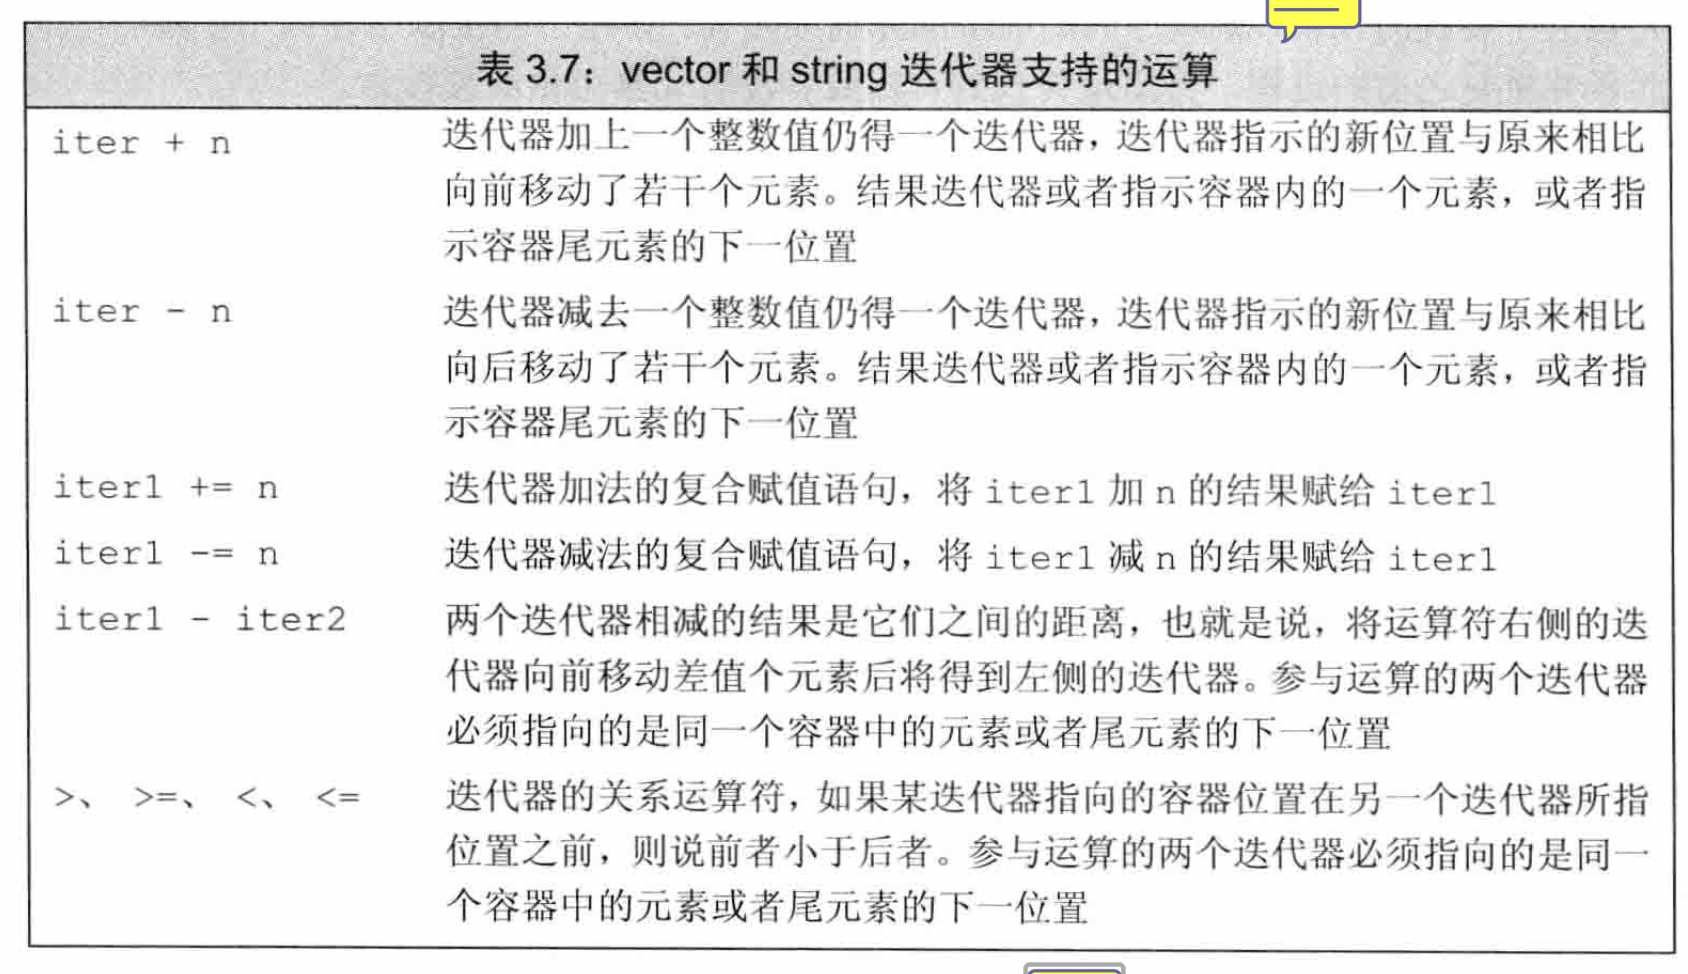 表 3.7：vector 和 string 迭代器支持的运算
iter + n 迭代器加上一个整数值仍得一个迭代器，迭代器指示的新位置与原来相比
向前移动了若干个元素。结果迭代器或者指示容器内的一个元素，或者指
示容器尾元素的下一位置
iter - n 迭代器减去一个整数值仍得一个迭代器，迭代器指示的新位置与原来相比
向后移动了若干个元素。结果迭代器或者指示容器内的一个元素，或者指
示容器尾元素的下一位置
iter1 += n 迭代器加法的复合赋值语句，将 iter1 加 n 的结果赋给 iter1
iter1 -= n 迭代器减法的复合赋值语句，将 iter1 减 n 的结果赋给 iter1
iter1 - iter2 两个迭代器相减的结果是它们之间的距离，也就是说，将运算符右侧的迭
代器向前移动差值个元素后将得到左侧的迭代器。参与运算的两个迭代器
必须指向的是同一个容器中的元素或者尾元素的下一位置
>、 >=、 <、 <= 迭代器的关系运算符，如果某迭代器指向的容器位置在另一个迭代器所指
位置之前，则说前者小于后者。参与运算的两个迭代器必须指向的是同一
个容器中的元素或者尾元素的下一位置